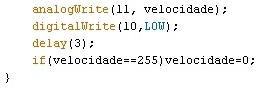 analogWrite(11, velocidade);
digitalWrite(10,LOW);
delay(3);
if(velocidade==255)velocidade=0;
}